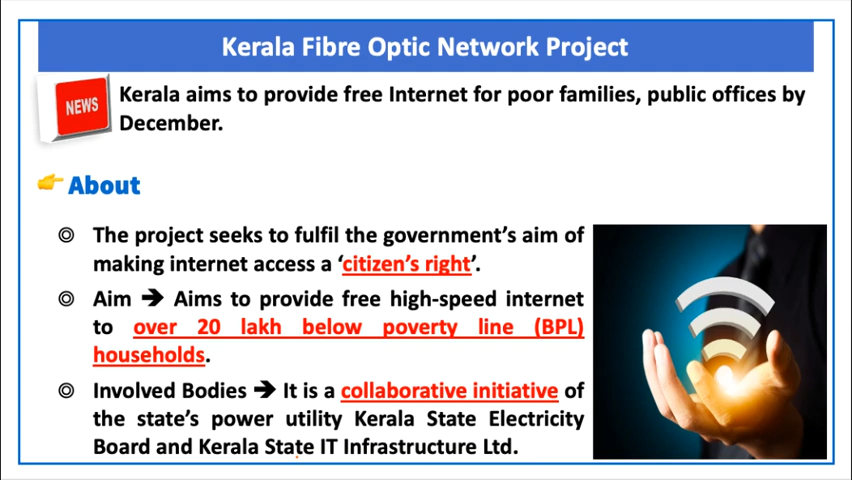 Kerala Fibre Optic Network Project
NEWS
Kerala aims to provide free Internet for poor families, public offices by
December.
👉 About
◎ The project seeks to fulfil the government's aim of
making internet access a ‘citizen's right’.
◎ Aim ➔ Aims to provide free high-speed internet
to over 20 lakh below poverty line (BPL)
households.
◎ Involved Bodies ➔ It is a collaborative initiative of
the state's power utility Kerala State Electricity
Board and Kerala State IT Infrastructure Ltd.